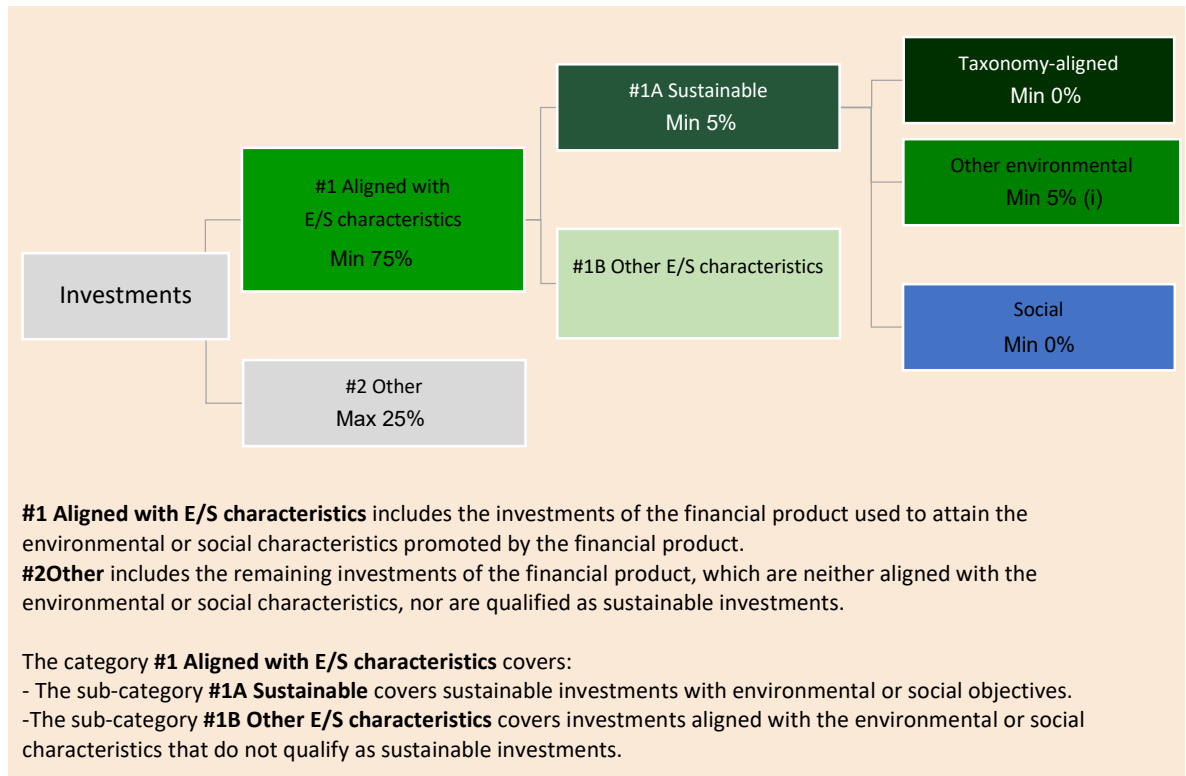 Taxonomy-aligned
Min 0%
#1A Sustainable
Min 5%
Other environmental
Min 5% (i)
#1 Aligned with
E/S characteristics
Min 75%
#1B Other E/S characteristics
Investments
Social
Min 0%
#2 Other
Max 25%
#1 Aligned with E/S characteristics includes the investments of the financial product used to attain the
environmental or social characteristics promoted by the financial product.
#2Other includes the remaining investments of the financial product, which are neither aligned with the
environmental or social characteristics, nor are qualified as sustainable investments.
The category #1 Aligned with E/S characteristics covers:
- The sub-category #1A Sustainable covers sustainable investments with environmental or social objectives.
-The sub-category #1B Other E/S characteristics covers investments aligned with the environmental or social
characteristics that do not qualify as sustainable investments.